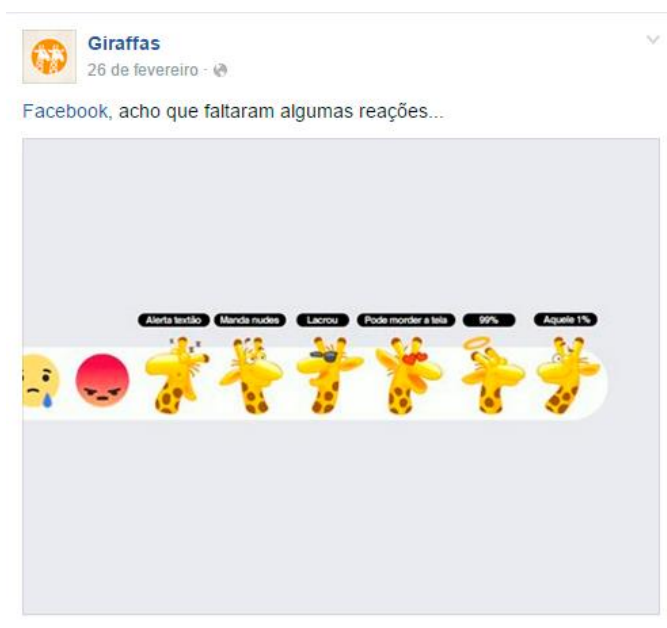 Giraffas
26 de fevereiro ·
Facebook, acho que faltaram algumas reações...
Alerta textão Manda nudes Lacrou Pode morder a tela 99% Aquele 1%